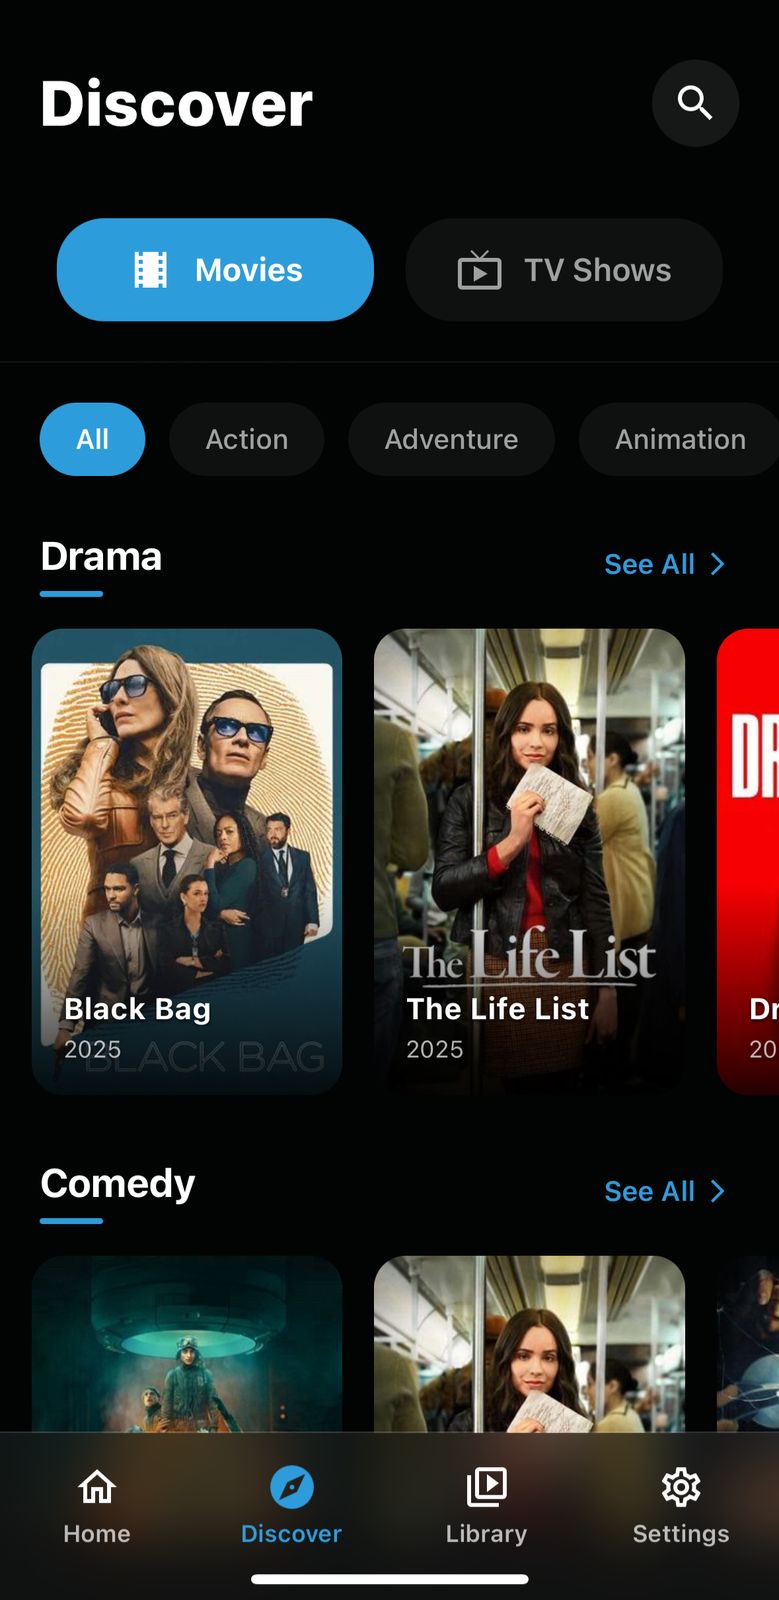 Discover
Movies
TV Shows
All
Action
Adventure
Animation
Drama
See All
The Life List
DR
Black Bag
2025
BLACK BAG
The Life List
2025
Dr
20
Comedy
See All
Home
Discover
Library
Settings